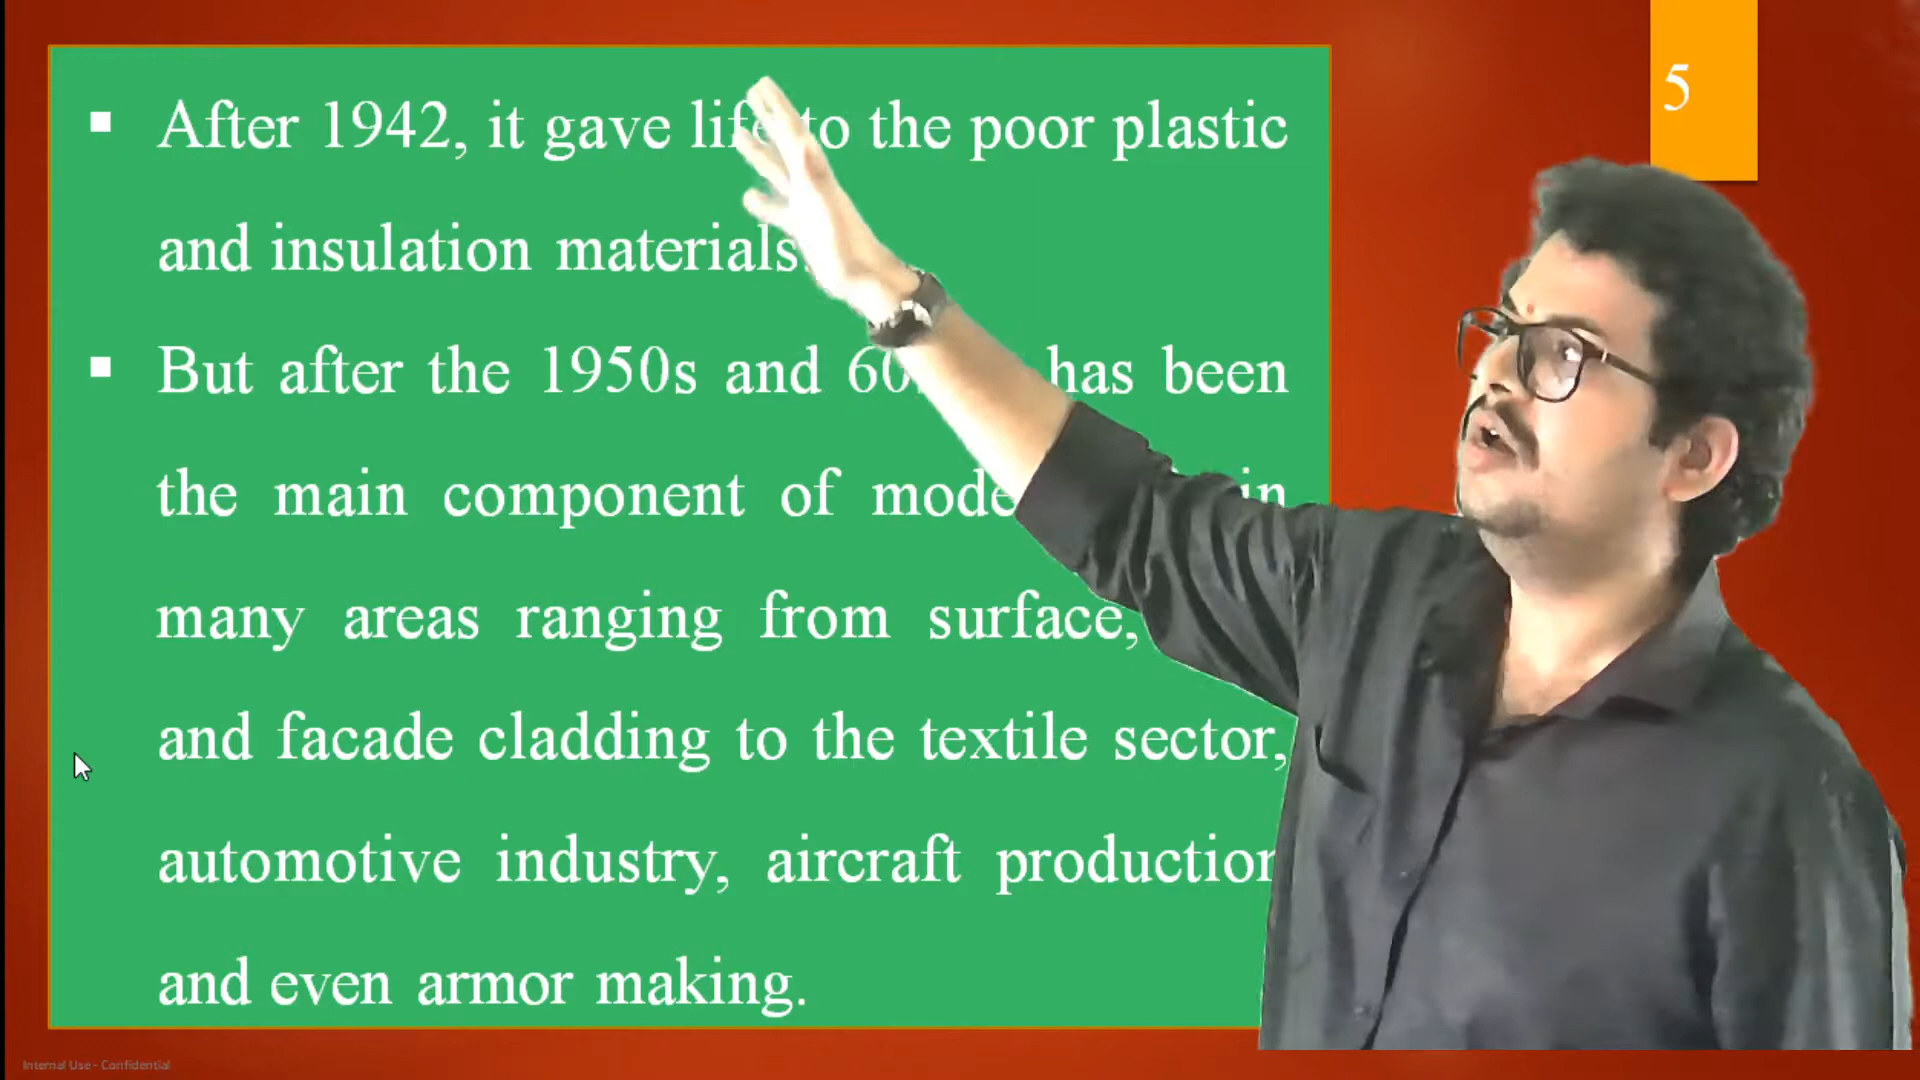 5
After 1942, it gave life to the poor plastic
and insulation materials.
But after the 1950s and 60 has been
the main component of in
many areas ranging from surface,
and facade cladding to the textile sector,
automotive industry, aircraft production
and even armor making.
Internal Use - Confidential